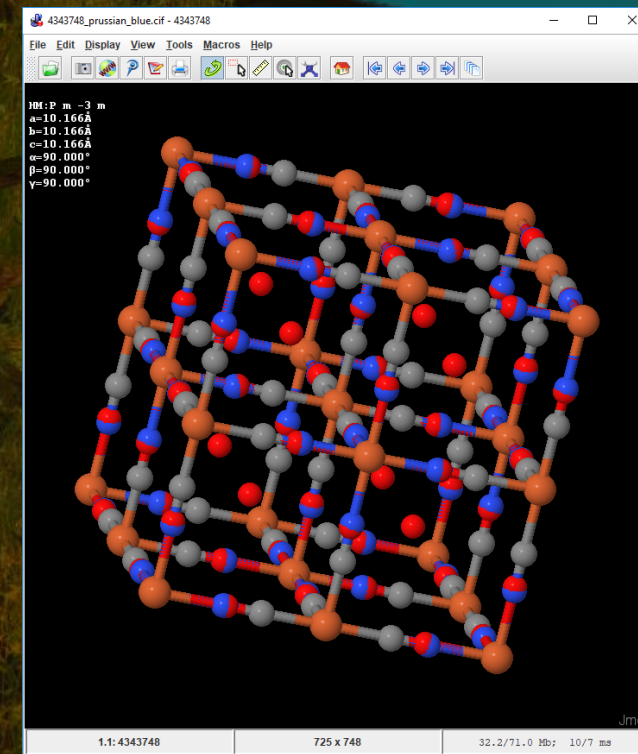 4343748_prussian_blue.cif - 4343748
File Edit Display View Tools Macros Help
HM:P m -3 m
a=10.166Å
b=10.166Å
c=10.166Å
α=90.000°
β=90.000°
γ=90.000°
Jmo
1.1: 4343748 725 x 748 32.2/71.0 Mb; 10/7 ms